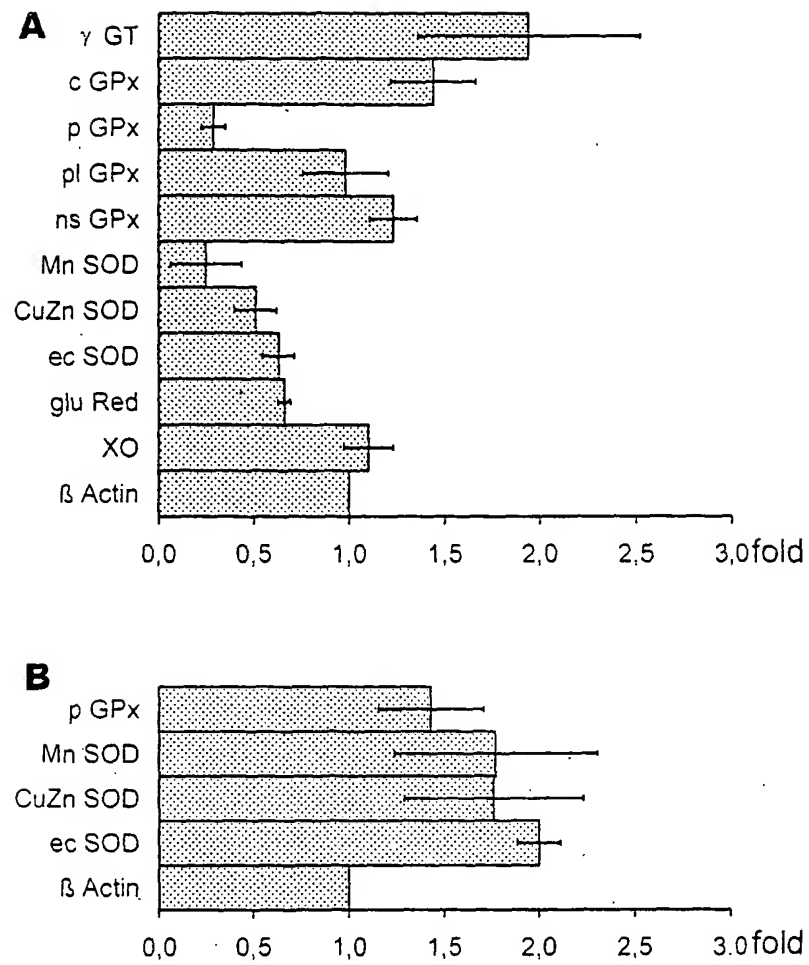 A
γ GT
c GPx
p GPx
pl GPx
ns GPx
Mn SOD
CuZn SOD
ec SOD
glu Red
XO
ß Actin
0,0 0,5 1,0 1,5 2,0 2,5 3,0fold
B
p GPx
Mn SOD
CuZn SOD
ec SOD
ß Actin
0,0 0,5 1,0 1,5 2,0 2,5 3.0fold